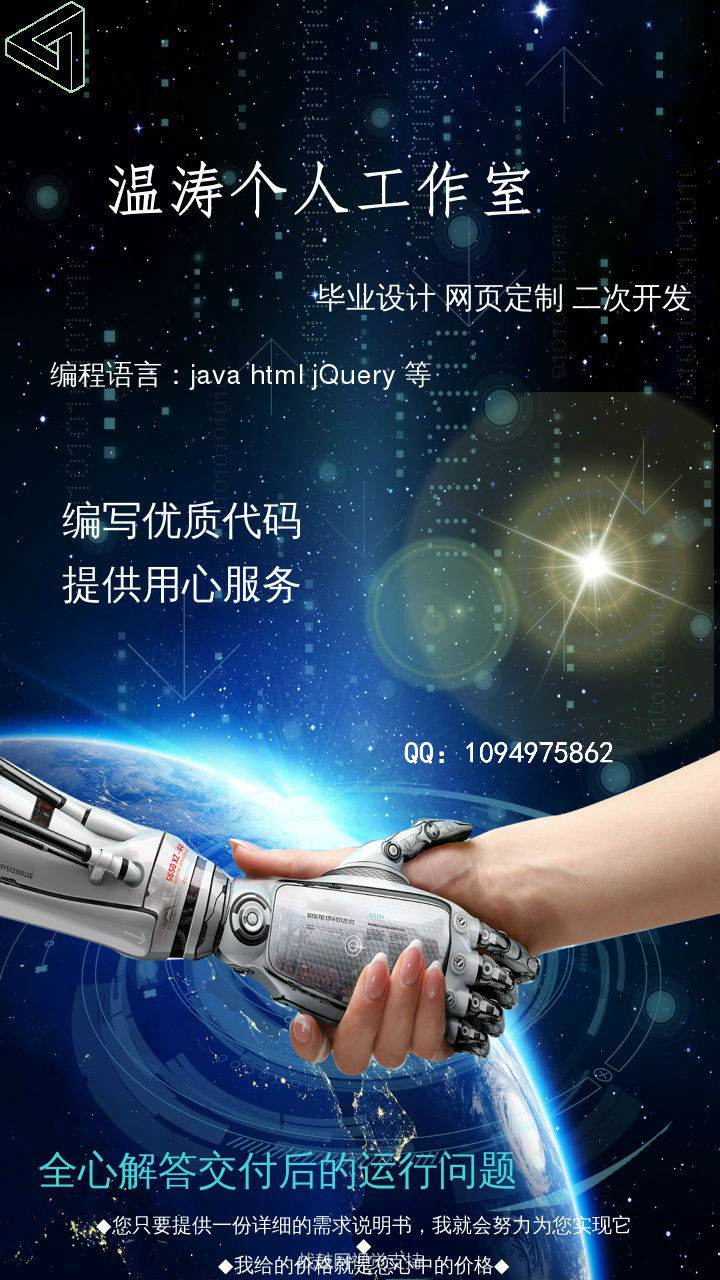 温涛个人工作室
毕业设计 网页定制 二次开发
编程语言：java html jQuery 等
编写优质代码
提供用心服务
QQ：1094975862
全心解答交付后的运行问题
◆您只要提供一份详细的需求说明书，我就会努力为您实现它
◆
◆我给的价格就是您心中的价格◆